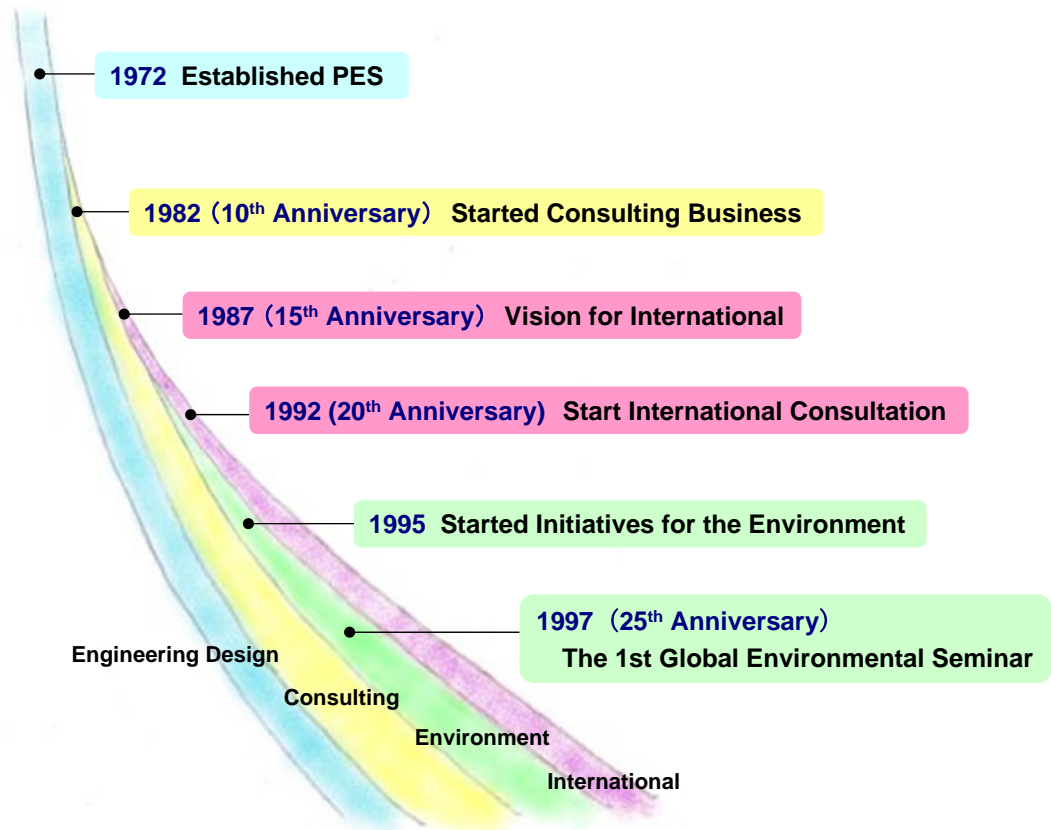 1972 Established PES
1982（10th Anniversary） Started Consulting Business
1987（15th Anniversary） Vision for International
1992 (20th Anniversary) Start International Consultation
1995 Started Initiatives for the Environment
1997（25th Anniversary）
The 1st Global Environmental Seminar
Engineering Design
Consulting
Environment
International